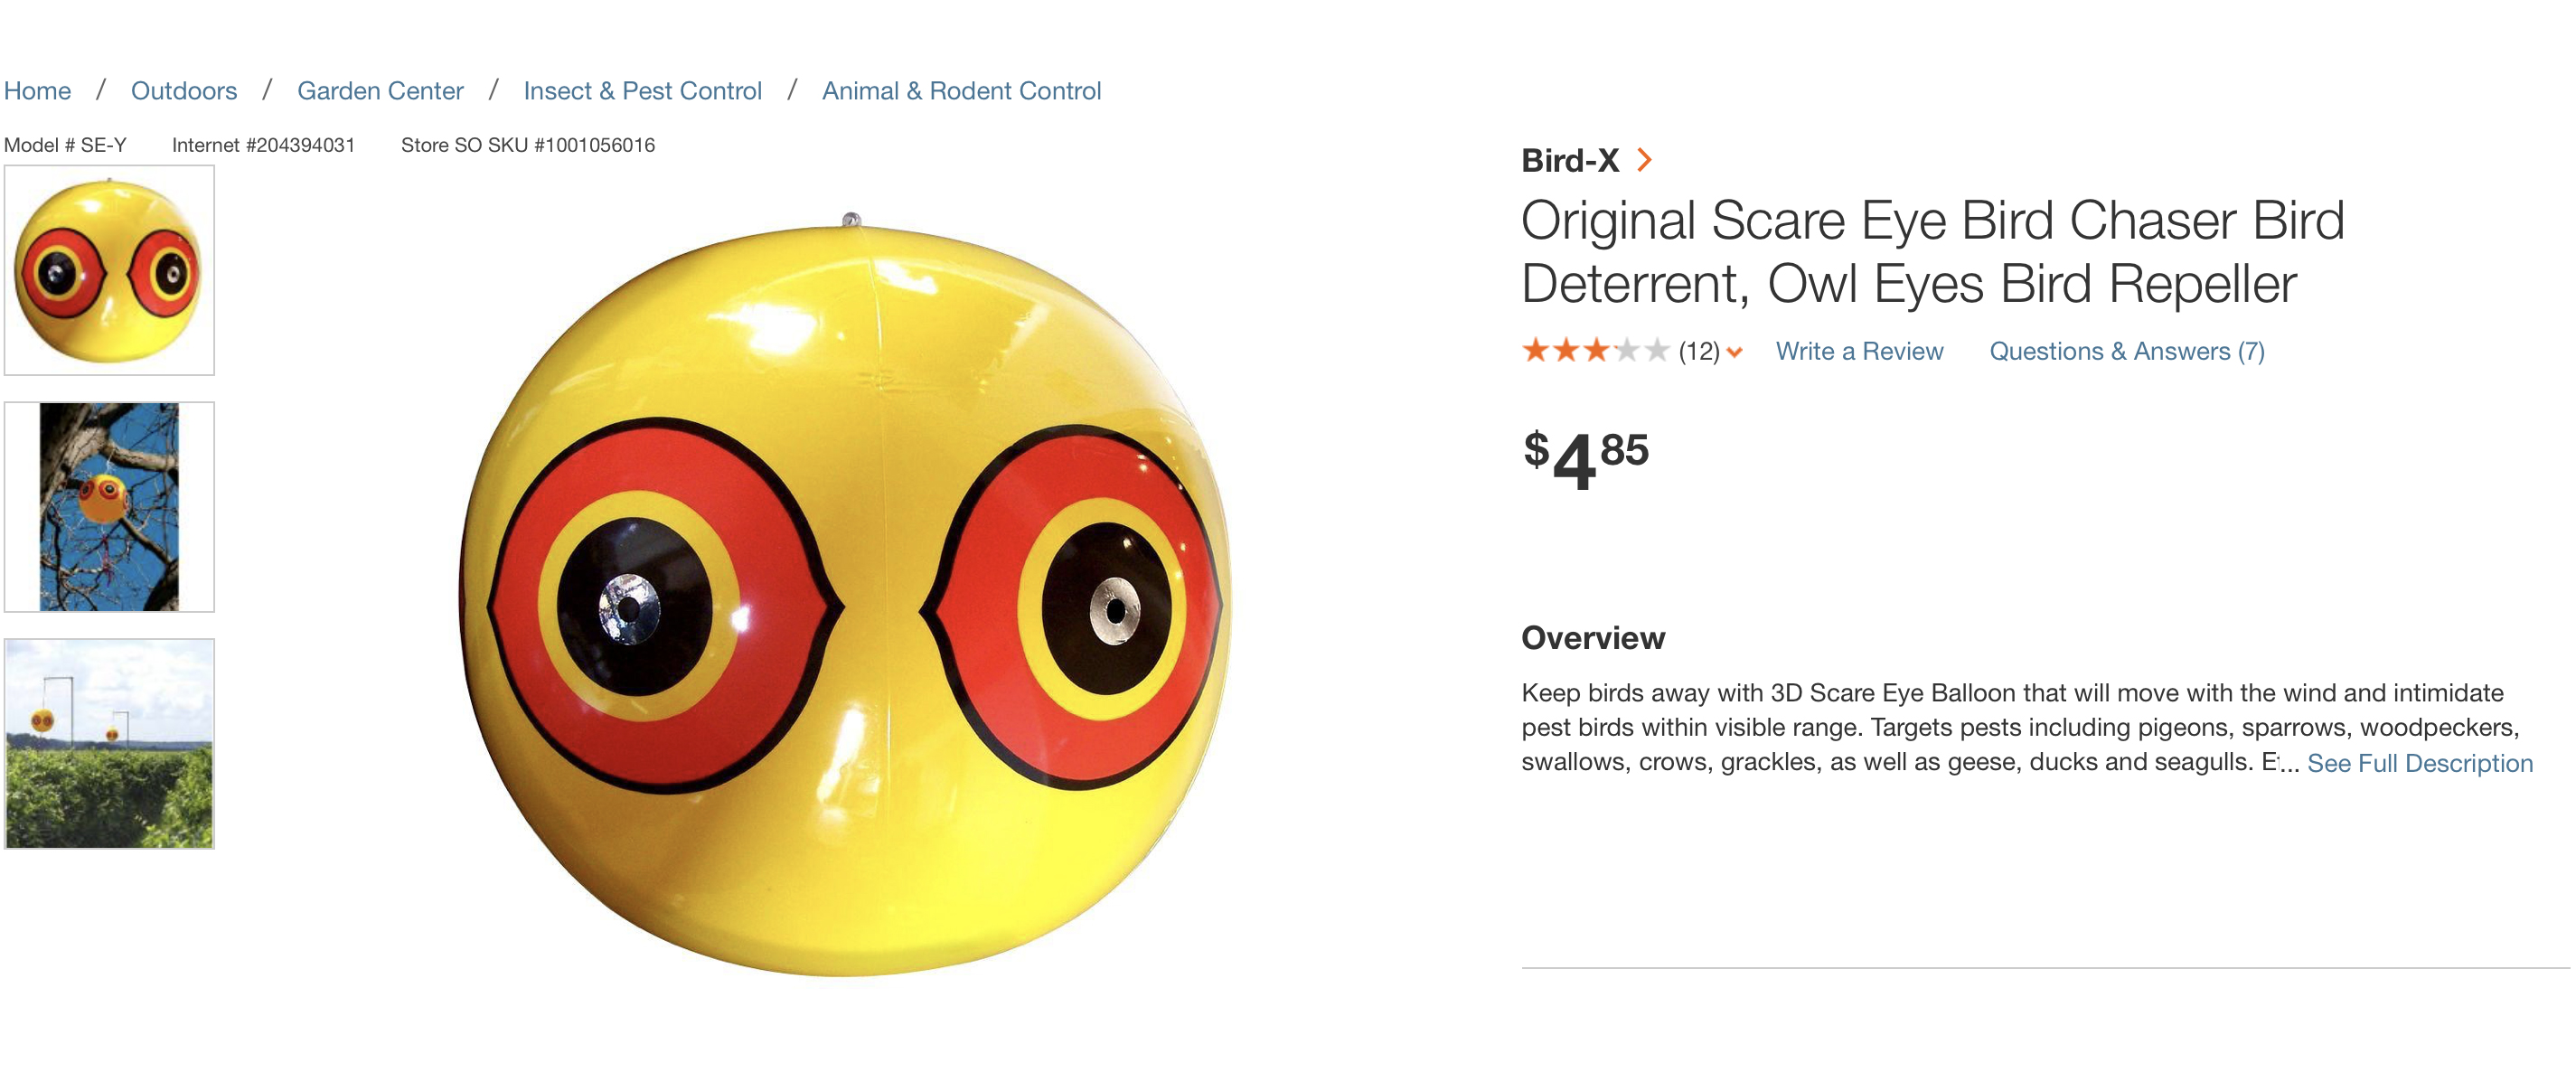 Home / Outdoors / Garden Center / Insect & Pest Control / Animal & Rodent Control
Model # SE-Y Internet #204394031 Store SO SKU #1001056016
Bird-X
Original Scare Eye Bird Chaser Bird
Deterrent, Owl Eyes Bird Repeller
(12) Write a Review Questions & Answers (7)
$4 85
Overview
Keep birds away with 3D Scare Eye Balloon that will move with the wind and intimidate
pest birds within visible range. Targets pests including pigeons, sparrows, woodpeckers,
swallows, crows, grackles, as well as geese, ducks and seagulls. E... See Full Description